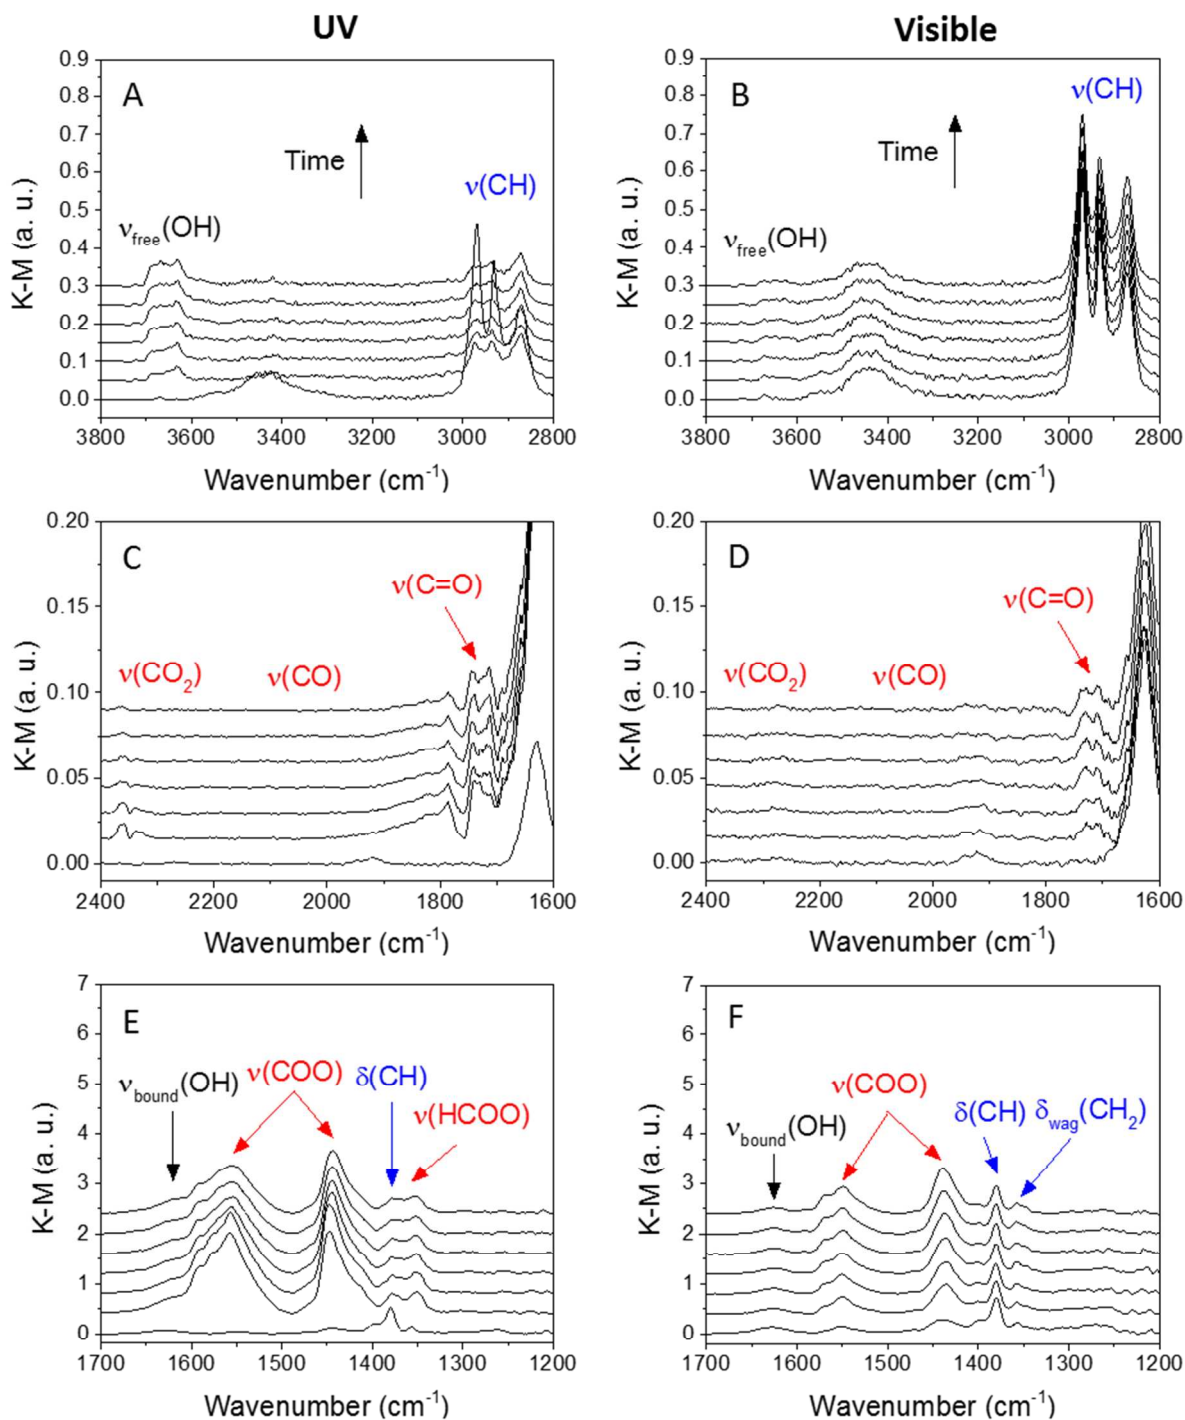 UV
Visible
A
0.9
0.8
0.7
0.6
0.5
0.4
0.3
0.2
0.1
0.0
K-M (a. u.)
Time
ν(CH)
ν_free(OH)
3800 3600 3400 3200 3000 2800
Wavenumber (cm⁻¹)
B
0.9
0.8
0.7
0.6
0.5
0.4
0.3
0.2
0.1
0.0
K-M (a. u.)
ν(CH)
Time
ν_free(OH)
3800 3600 3400 3200 3000 2800
Wavenumber (cm⁻¹)
C
0.20
0.15
0.10
0.05
0.00
K-M (a. u.)
ν(C=O)
ν(CO₂)
ν(CO)
2400 2200 2000 1800 1600
Wavenumber (cm⁻¹)
D
0.20
0.15
0.10
0.05
0.00
K-M (a. u.)
ν(C=O)
ν(CO₂)
ν(CO)
2400 2200 2000 1800 1600
Wavenumber (cm⁻¹)
E
7
6
5
4
3
2
1
0
K-M (a. u.)
ν_bound(OH)
ν(COO)
δ(CH)
ν(HCOO)
1700 1600 1500 1400 1300 1200
Wavenumber (cm⁻¹)
F
7
6
5
4
3
2
1
0
K-M (a. u.)
ν_bound(OH)
ν(COO)
δ(CH)
δ_wag(CH₂)
1700 1600 1500 1400 1300 1200
Wavenumber (cm⁻¹)